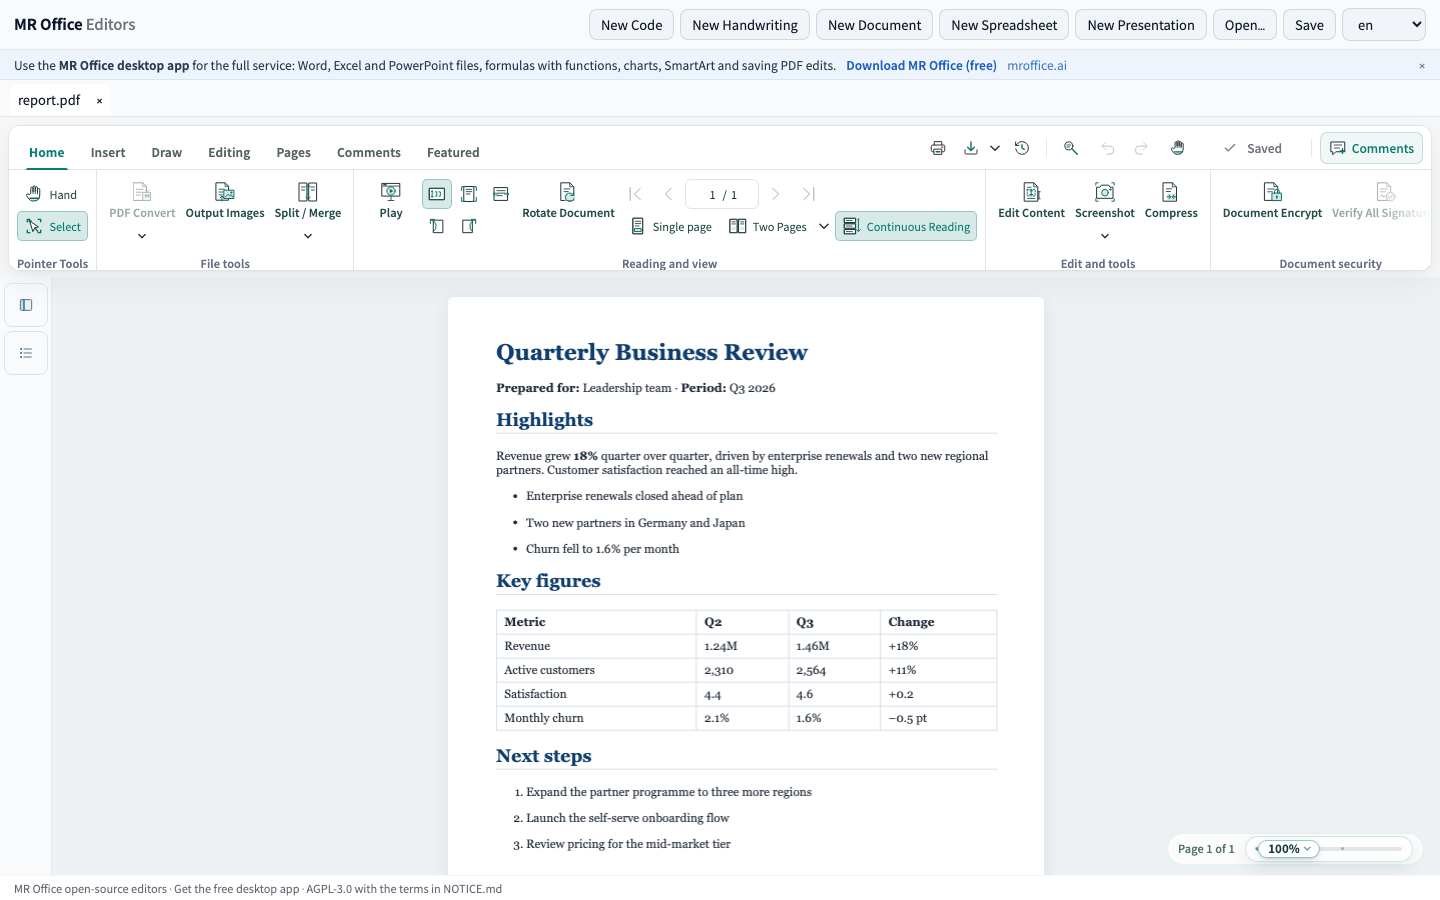 MR Office Editors
New Code
New Handwriting
New Document
New Spreadsheet
New Presentation
Open...
Save
en
Use the MR Office desktop app for the full service: Word, Excel and PowerPoint files, formulas with functions, charts, SmartArt and saving PDF edits. Download MR Office (free) mroffice.ai ×
report.pdf ×
Home Insert Draw Editing Pages Comments Featured
Saved
Comments
Hand
Select
Pointer Tools
PDF Convert
Output Images
Split / Merge
File tools
Play
Rotate Document
1 / 1
Single page
Two Pages
Continuous Reading
Reading and view
Edit Content
Screenshot
Compress
Edit and tools
Document Encrypt
Verify All Signatur
Document security
Quarterly Business Review
Prepared for: Leadership team · Period: Q3 2026
Highlights
Revenue grew 18% quarter over quarter, driven by enterprise renewals and two new regional
partners. Customer satisfaction reached an all-time high.
• Enterprise renewals closed ahead of plan
• Two new partners in Germany and Japan
• Churn fell to 1.6% per month
Key figures
Metric Q2 Q3 Change
Revenue 1.24M 1.46M +18%
Active customers 2,310 2,564 +11%
Satisfaction 4.4 4.6 +0.2
Monthly churn 2.1% 1.6% −0.5 pt
Next steps
1. Expand the partner programme to three more regions
2. Launch the self-serve onboarding flow
3. Review pricing for the mid-market tier
Page 1 of 1
100%
MR Office open-source editors · Get the free desktop app · AGPL-3.0 with the terms in NOTICE.md